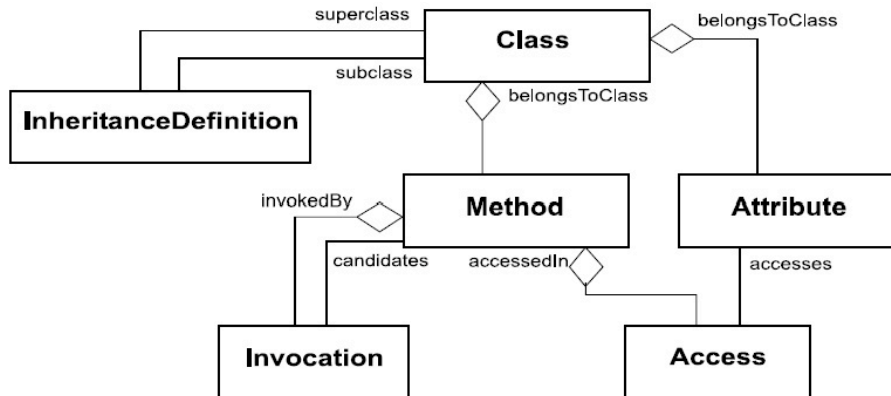 superclass
Class
belongsToClass
subclass
belongsToClass
InheritanceDefinition
invokedBy
Method
Attribute
candidates
accessedIn
accesses
Invocation
Access